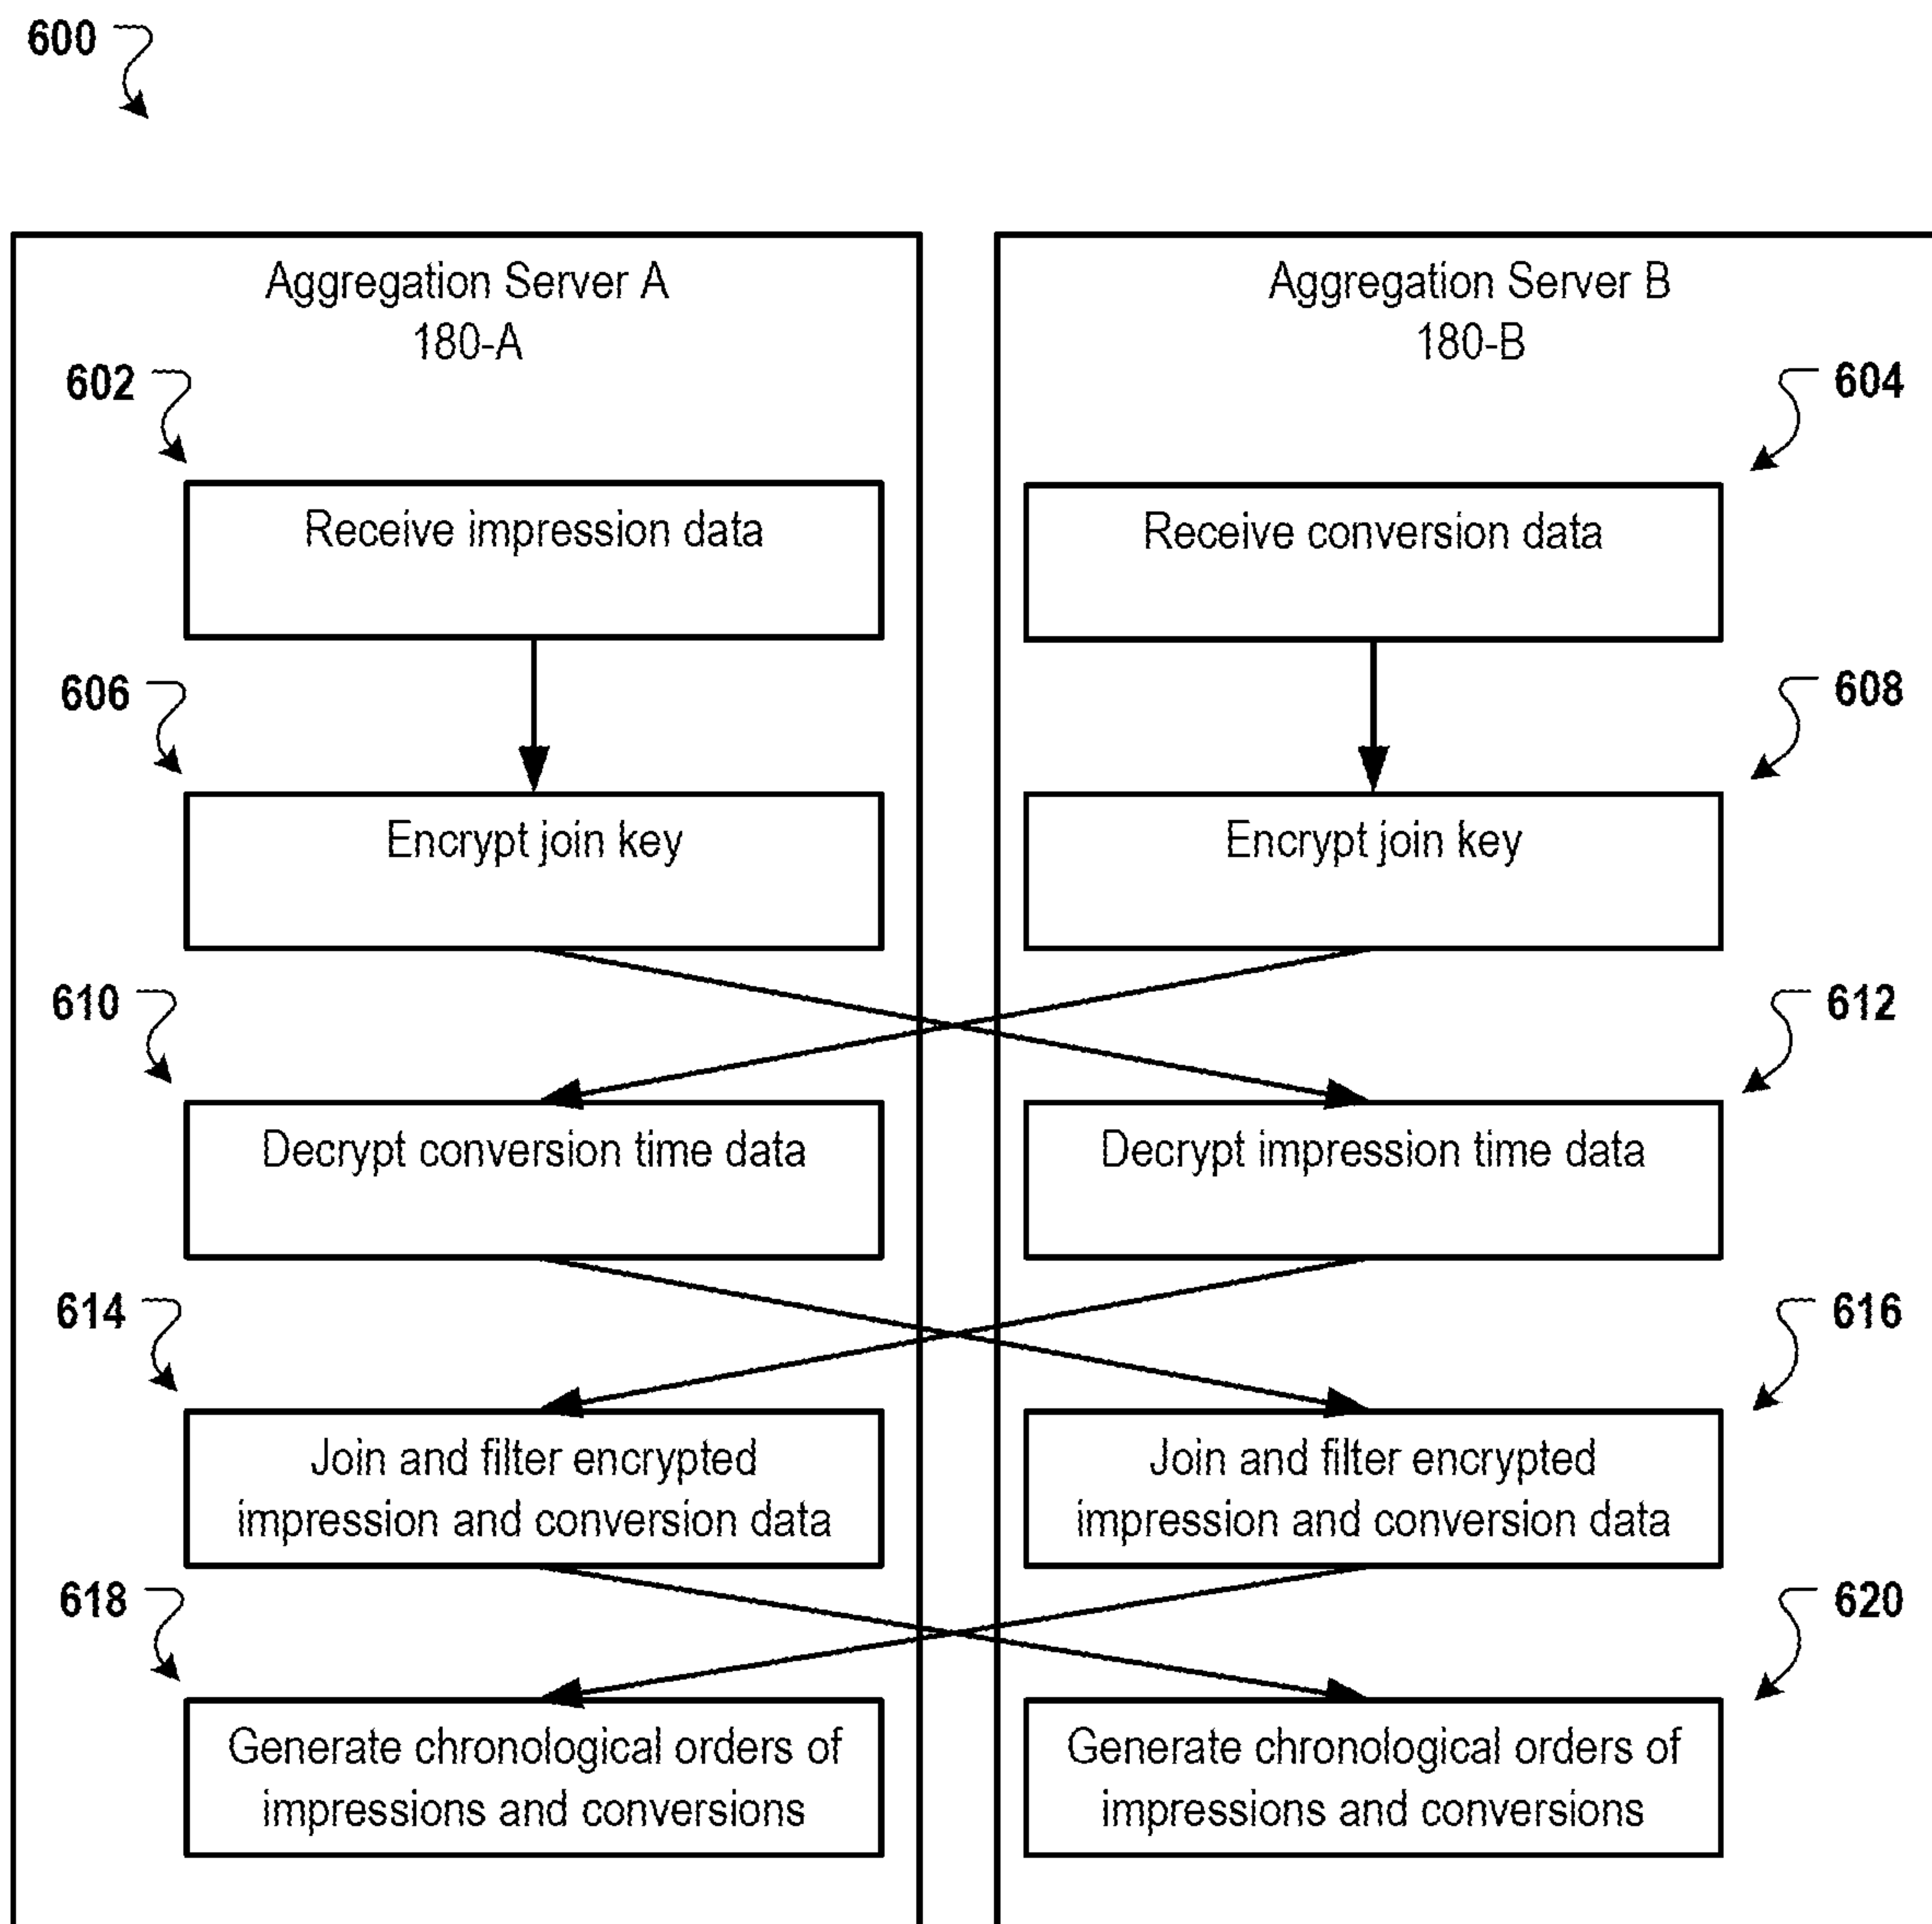 600
Aggregation Server A
180-A
Aggregation Server B
180-B
602
604
Receive impression data
Receive conversion data
606
608
Encrypt join key
Encrypt join key
610
612
Decrypt conversion time data
Decrypt impression time data
614
616
Join and filter encrypted
impression and conversion data
Join and filter encrypted
impression and conversion data
618
620
Generate chronological orders of
impressions and conversions
Generate chronological orders of
impressions and conversions